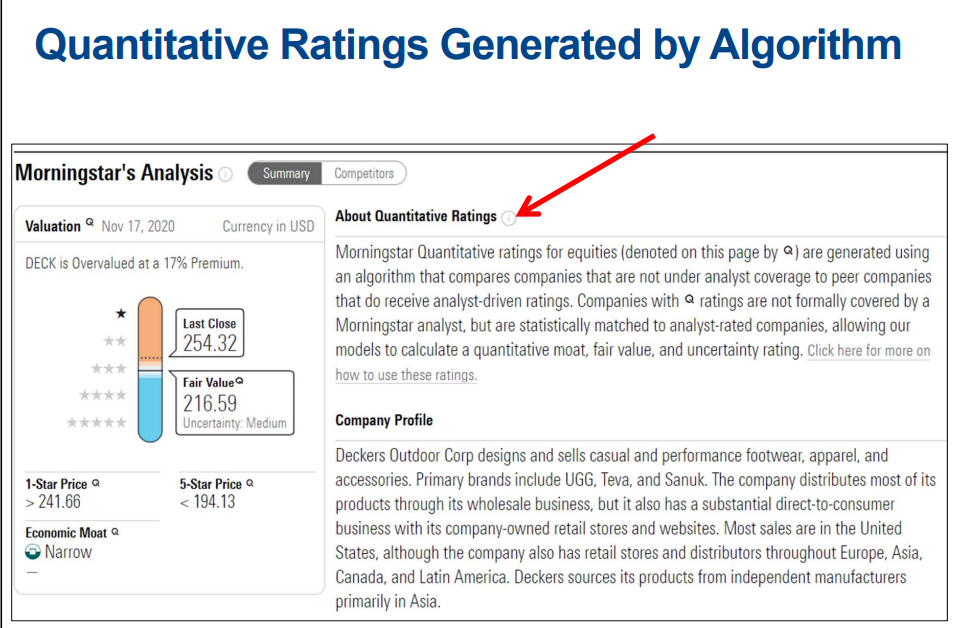 Quantitative Ratings Generated by Algorithm
Morningstar's Analysis
Summary
Competitors
Valuation Q Nov 17, 2020 Currency in USD
DECK is Overvalued at a 17% Premium.
★
★★
★★★
★★★★
★★★★★
Last Close
254.32
Fair Value Q
216.59
Uncertainty: Medium
1-Star Price Q
> 241.66
5-Star Price Q
< 194.13
Economic Moat Q
Narrow
—
About Quantitative Ratings
Morningstar Quantitative ratings for equities (denoted on this page by Q) are generated using
an algorithm that compares companies that are not under analyst coverage to peer companies
that do receive analyst-driven ratings. Companies with Q ratings are not formally covered by a
Morningstar analyst, but are statistically matched to analyst-rated companies, allowing our
models to calculate a quantitative moat, fair value, and uncertainty rating. Click here for more on
how to use these ratings.
Company Profile
Deckers Outdoor Corp designs and sells casual and performance footwear, apparel, and
accessories. Primary brands include UGG, Teva, and Sanuk. The company distributes most of its
products through its wholesale business, but it also has a substantial direct-to-consumer
business with its company-owned retail stores and websites. Most sales are in the United
States, although the company also has retail stores and distributors throughout Europe, Asia,
Canada, and Latin America. Deckers sources its products from independent manufacturers
primarily in Asia.